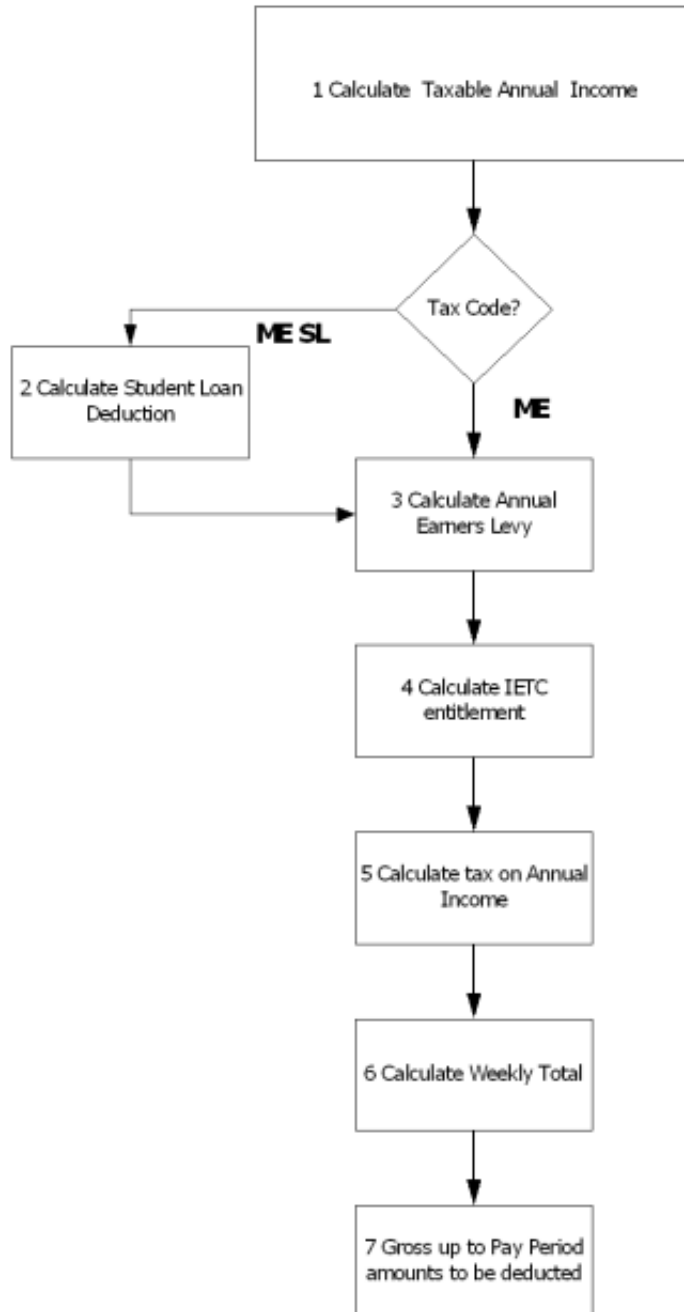 1 Calculate Taxable Annual Income
Tax Code?
ME SL
2 Calculate Student Loan
Deduction
ME
3 Calculate Annual
Earners Levy
4 Calculate IETC
entitlement
5 Calculate tax on Annual
Income
6 Calculate Weekly Total
7 Gross up to Pay Period
amounts to be deducted